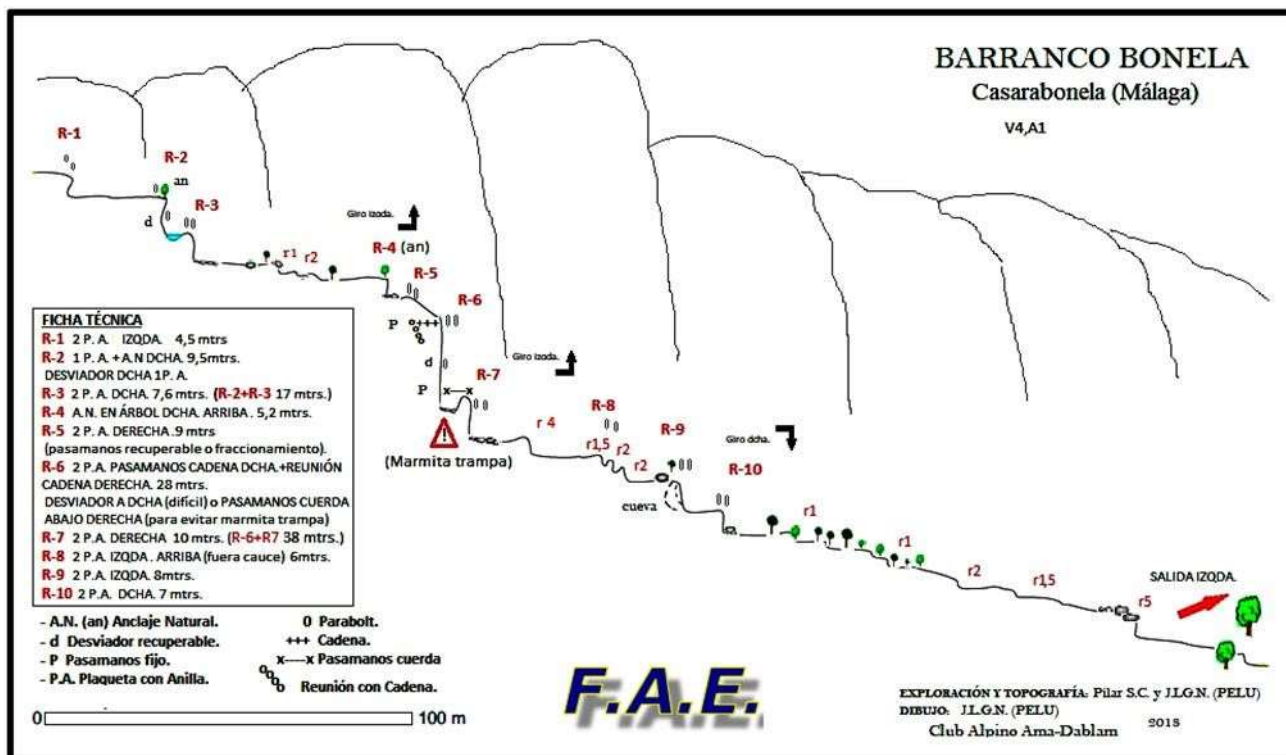 BARRANCO BONELA
Casarabonela (Málaga)
V4,A1
R-1
R-2
an
d
R-3
r1
r2
Giro Izqda.
R-4 (an)
R-5
R-6
P
d
P
Giro Izqda.
R-7
(Marmita trampa)
r 4
R-8
r1,5
r2
r2
R-9
cueva
Giro dcha.
R-10
r1
r1
r2
r1,5
r5
SALIDA IZQDA.
FICHA TÉCNICA
R-1 2 P. A. IZQDA. 4,5 mtrs
R-2 1 P. A. + A.N DCHA. 9,5mtrs.
DESVIADOR DCHA 1P. A.
R-3 2 P. A. DCHA. 7,6 mtrs. (R-2+R-3 17 mtrs.)
R-4 A.N. EN ÁRBOL DCHA. ARRIBA . 5,2 mtrs.
R-5 2 P. A. DERECHA .9 mtrs
(pasamanos recuperable o fraccionamiento).
R-6 2 P.A. PASAMANOS CADENA DCHA.+REUNIÓN
CADENA DERECHA. 28 mtrs.
DESVIADOR A DCHA (difícil) o PASAMANOS CUERDA
ABAJO DERECHA (para evitar marmita trampa)
R-7 2 P.A. DERECHA 10 mtrs. (R-6+R7 38 mtrs.)
R-8 2 P.A. IZQDA. ARRIBA (fuera cauce) 6mtrs.
R-9 2 P.A. IZQDA. 8mtrs.
R-10 2 P.A. DCHA. 7 mtrs.
- A.N. (an) Anclaje Natural.
- d Desviador recuperable.
- P Pasamanos fijo.
- P.A. Plaqueta con Anilla.
0 Parabolt.
+++ Cadena.
x----x Pasamanos cuerda
Reunión con Cadena.
0 100 m
F.A.E.
EXPLORACIÓN Y TOPOGRAFÍA: Pilar S.C. y J.L.G.N. (PELU)
DIBUJO: J.L.G.N. (PELU)
Club Alpino Ama-Dablam